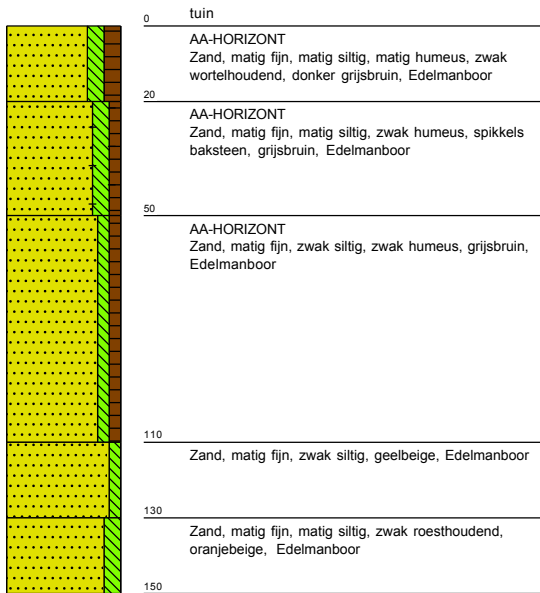 0 tuin
AA-HORIZONT
Zand, matig fijn, matig siltig, matig humeus, zwak
wortelhoudend, donker grijsbruin, Edelmanboor
20
AA-HORIZONT
Zand, matig fijn, matig siltig, zwak humeus, spikkels
baksteen, grijsbruin, Edelmanboor
50
AA-HORIZONT
Zand, matig fijn, zwak siltig, zwak humeus, grijsbruin,
Edelmanboor
110
Zand, matig fijn, zwak siltig, geelbeige, Edelmanboor
130
Zand, matig fijn, matig siltig, zwak roesthoudend,
oranjebeige, Edelmanboor
150